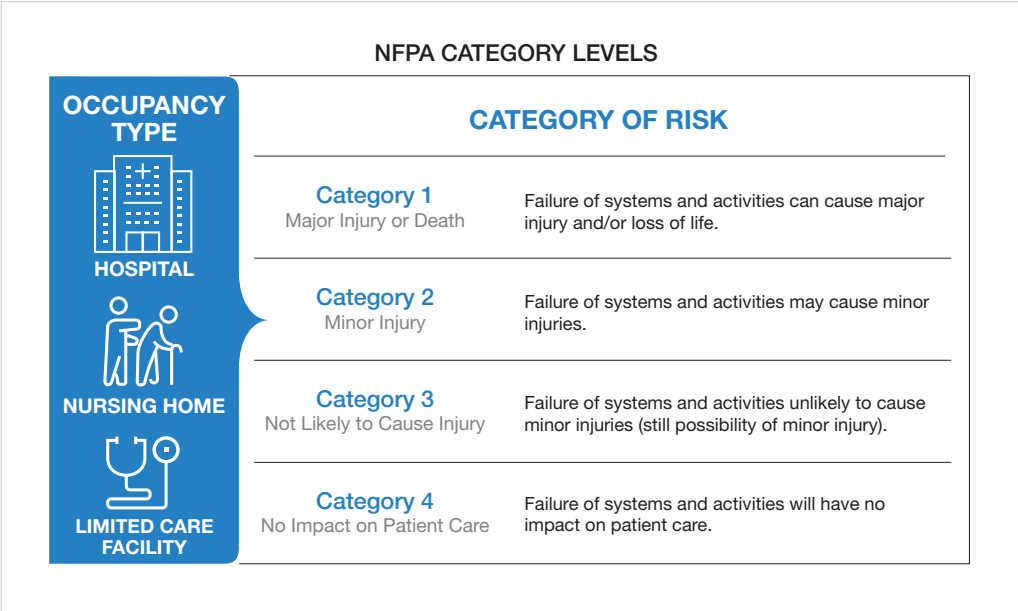 NFPA CATEGORY LEVELS
OCCUPANCY
TYPE
HOSPITAL
NURSING HOME
LIMITED CARE
FACILITY
CATEGORY OF RISK
Category 1
Major Injury or Death
Failure of systems and activities can cause major
injury and/or loss of life.
Category 2
Minor Injury
Failure of systems and activities may cause minor
injuries.
Category 3
Not Likely to Cause Injury
Failure of systems and activities unlikely to cause
minor injuries (still possibility of minor injury).
Category 4
No Impact on Patient Care
Failure of systems and activities will have no
impact on patient care.